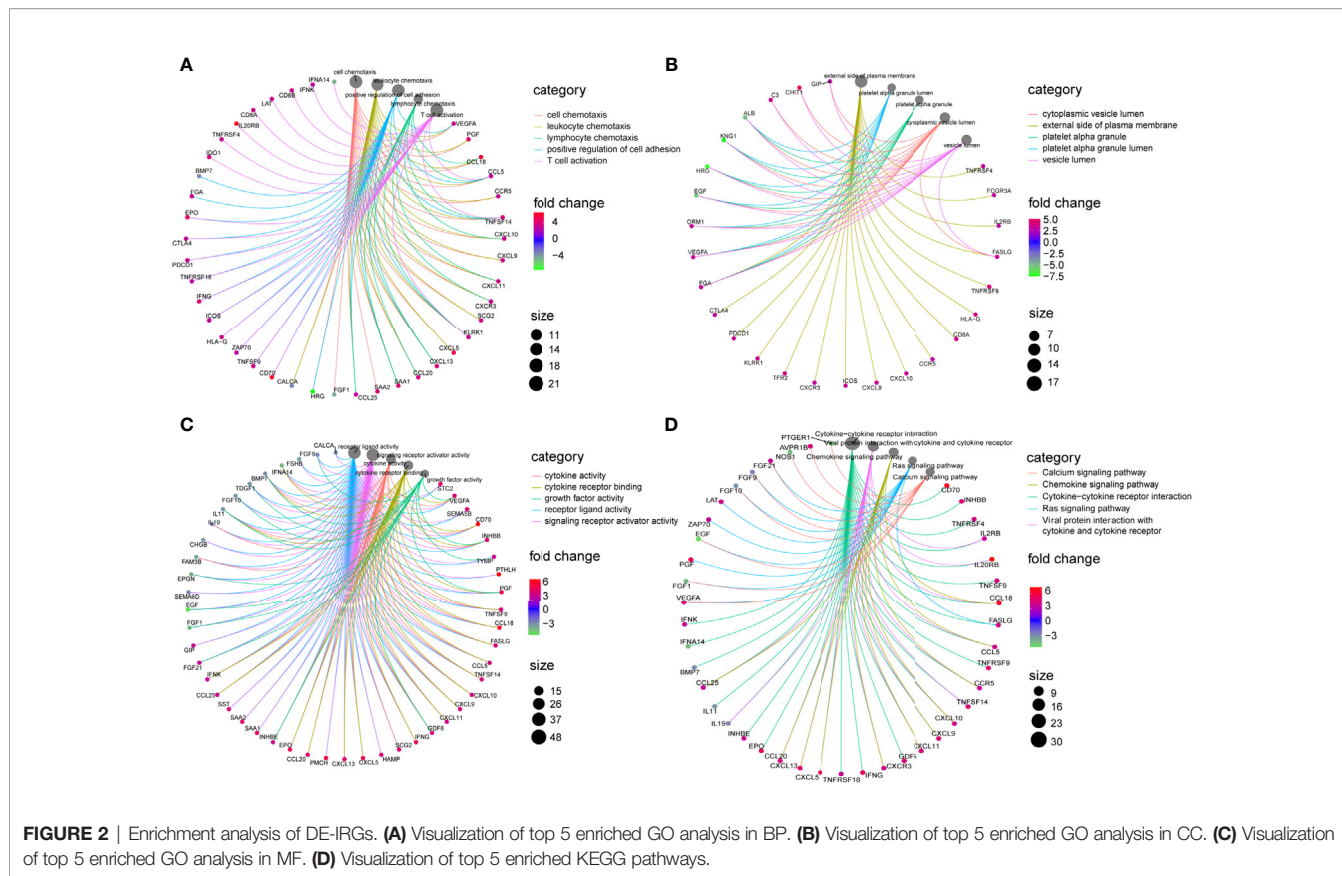 A
cell chemotaxis
leukocyte chemotaxis
positive regulation of cell adhesion
lymphocyte chemotaxis
T cell activation
VEGFA
PGF
CCL18
CCL5
CCR5
TNFSF14
CXCL10
CXCL9
CXCL11
CXCR3
SCG2
KLRK1
CXCL5
CXCL13
CCL20
SAA1
SAA2
CCL25
FGF1
HRG
CALCA
CD70
TNFSF9
ZAP70
HLA−G
ICOS
IFNG
TNFRSF18
PDCD1
CTLA4
EPO
FGA
BMP7
IDO1
TNFRSF4
IL20RB
CD8A
LAT
CD8B
IFNK
IFNA14
category
cell chemotaxis
leukocyte chemotaxis
lymphocyte chemotaxis
positive regulation of cell adhesion
T cell activation
fold change
4
0
−4
size
11
14
18
21
B
external side of plasma membrane
platelet alpha granule lumen
platelet alpha granule
cytoplasmic vesicle lumen
vesicle lumen
TNFRSF4
FCGR3A
IL2RB
FASLG
TNFRSF9
HLA−G
CD8A
CCR5
CXCL10
CXCL9
ICOS
CXCR3
TFR2
KLRK1
PDCD1
CTLA4
FGA
VEGFA
ORM1
EGF
HRG
KNG1
ALB
C3
CHIT1
GIP
category
cytoplasmic vesicle lumen
external side of plasma membrane
platelet alpha granule
platelet alpha granule lumen
vesicle lumen
fold change
5.0
2.5
0.0
−2.5
−5.0
−7.5
size
7
10
14
17
C
receptor ligand activity
signaling receptor activator activity
cytokine activity
cytokine receptor binding
growth factor activity
STC2
VEGFA
SEMA5B
CD70
INHBB
TYMP
PTHLH
PGF
TNFSF9
CCL18
FASLG
CCL5
TNFSF14
CXCL10
CXCL9
CXCL11
GDF6
IFNG
SCG2
HAMP
CXCL5
CXCL13
PMCH
CCL20
EPO
INHBE
SAA1
SAA2
SST
CCL25
IFNK
FGF21
GIP
FGF1
EGF
SEMA6D
EPGN
FAM3B
CHGB
IL19
IL11
FGF10
TDGF1
BMP7
IFNA14
FSHB
FGF9
CALCA
category
cytokine activity
cytokine receptor binding
growth factor activity
receptor ligand activity
signaling receptor activator activity
fold change
6
3
0
−3
size
15
26
37
48
D
Cytokine−cytokine receptor interaction
Viral protein interaction with cytokine and cytokine receptor
Chemokine signaling pathway
Ras signaling pathway
Calcium signaling pathway
CD70
INHBB
TNFRSF4
IL2RB
IL20RB
TNFSF9
CCL18
FASLG
CCL5
TNFRSF9
CCR5
TNFSF14
CXCL10
CXCL9
CXCL11
CXCR3
IFNG
TNFRSF18
CXCL5
CXCL13
CCL20
EPO
INHBE
IL19
IL11
CCL25
BMP7
IFNA14
IFNK
VEGFA
FGF1
PGF
EGF
ZAP70
LAT
FGF10
FGF9
FGF21
NOS1
AVPR1B
PTGER1
category
Calcium signaling pathway
Chemokine signaling pathway
Cytokine−cytokine receptor interaction
Ras signaling pathway
Viral protein interaction with
cytokine and cytokine receptor
fold change
6
3
0
−3
size
9
16
23
30
FIGURE 2 | Enrichment analysis of DE-IRGs. (A) Visualization of top 5 enriched GO analysis in BP. (B) Visualization of top 5 enriched GO analysis in CC. (C) Visualization
of top 5 enriched GO analysis in MF. (D) Visualization of top 5 enriched KEGG pathways.